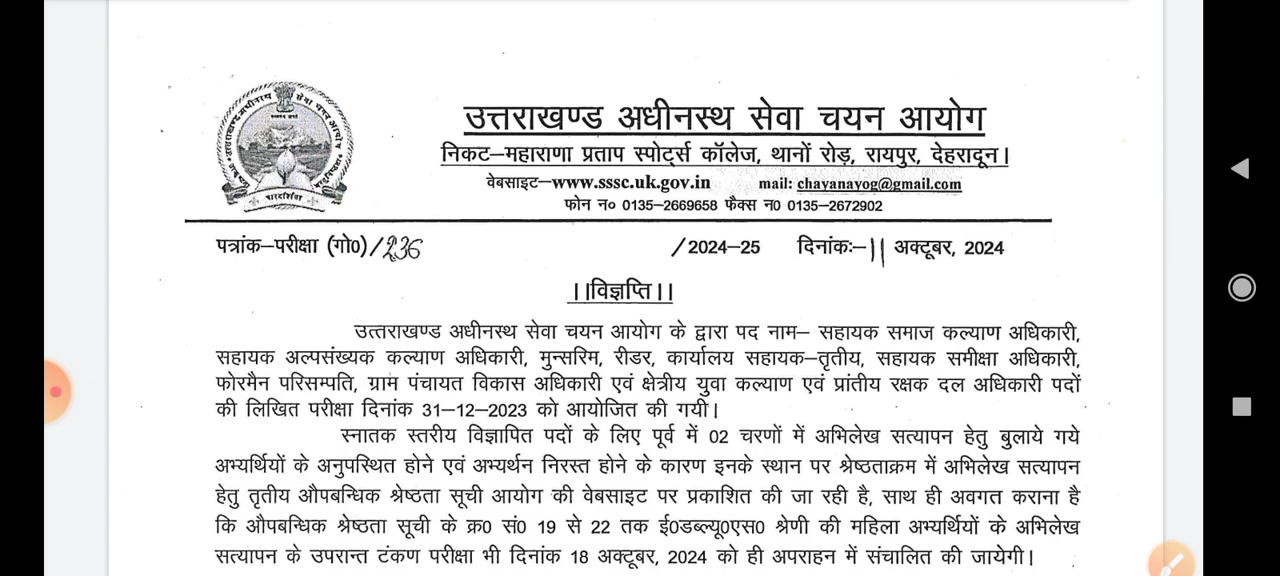 उत्तराखण्ड अधीनस्थ सेवा चयन आयोग
निकट–महाराणा प्रताप स्पोर्ट्स कॉलेज, थानों रोड़, रायपुर, देहरादून।
वेबसाइट–www.sssc.uk.gov.in mail: chayanayog@gmail.com
फोन न० 0135–2669658 फैक्स न0 0135–2672902
पत्रांक–परीक्षा (गो0)/236 /2024–25 दिनांकः–11 अक्टूबर, 2024
।।विज्ञप्ति।।
उत्तराखण्ड अधीनस्थ सेवा चयन आयोग के द्वारा पद नाम– सहायक समाज कल्याण अधिकारी,
सहायक अल्पसंख्यक कल्याण अधिकारी, मुन्सरिम, रीडर, कार्यालय सहायक–तृतीय, सहायक समीक्षा अधिकारी,
फोरमैन परिसम्पति, ग्राम पंचायत विकास अधिकारी एवं क्षेत्रीय युवा कल्याण एवं प्रांतीय रक्षक दल अधिकारी पदों
की लिखित परीक्षा दिनांक 31–12–2023 को आयोजित की गयी।
स्नातक स्तरीय विज्ञापित पदों के लिए पूर्व में 02 चरणों में अभिलेख सत्यापन हेतु बुलाये गये
अभ्यर्थियों के अनुपस्थित होने एवं अभ्यर्थन निरस्त होने के कारण इनके स्थान पर श्रेष्ठताक्रम में अभिलेख सत्यापन
हेतु तृतीय औपबन्धिक श्रेष्ठता सूची आयोग की वेबसाइट पर प्रकाशित की जा रही है, साथ ही अवगत कराना है
कि औपबन्धिक श्रेष्ठता सूची के क्र0 सं0 19 से 22 तक ई0डब्ल्यू0एस0 श्रेणी की महिला अभ्यर्थियों के अभिलेख
सत्यापन के उपरान्त टंकण परीक्षा भी दिनांक 18 अक्टूबर, 2024 को ही अपराहन में संचालित की जायेगी।